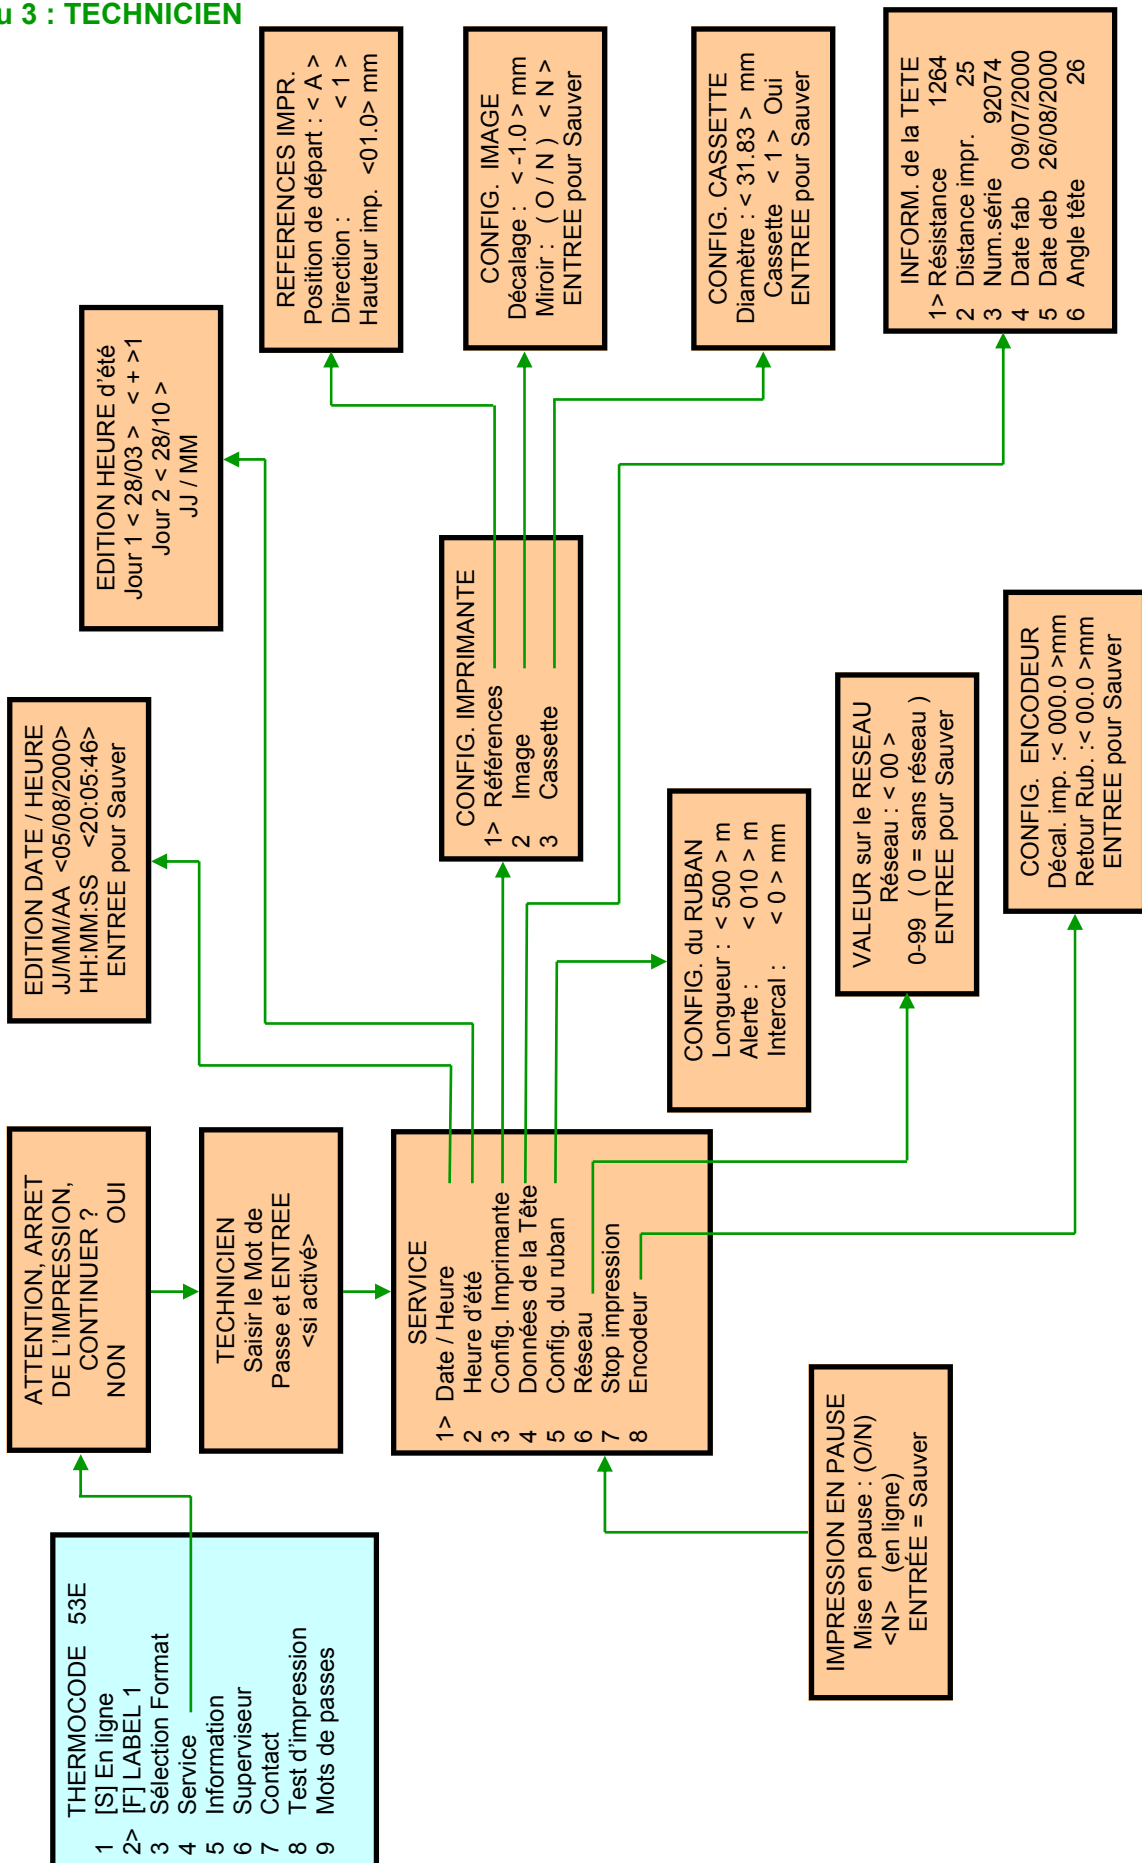 u 3 : TECHNICIEN
THERMOCODE 53E
1 [S] En ligne
2> [F] LABEL 1
3 Sélection Format
4 Service
5 Information
6 Superviseur
7 Contact
8 Test d'impression
9 Mots de passes
ATTENTION, ARRET
DE L'IMPRESSION,
CONTINUER ?
NON OUI
TECHNICIEN
Saisir le Mot de
Passe et ENTREE
<si activé>
SERVICE
1> Date / Heure
2 Heure d'été
3 Config. Imprimante
4 Données de la Tête
5 Config. du ruban
6 Réseau
7 Stop impression
8 Encodeur
IMPRESSION EN PAUSE
Mise en pause : (O/N)
<N> (en ligne)
ENTRÉE = Sauver
EDITION DATE / HEURE
JJ/MM/AA <05/08/2000>
HH:MM:SS <20:05:46>
ENTREE pour Sauver
EDITION HEURE d'été
Jour 1 < 28/03 > < + >1
Jour 2 < 28/10 >
JJ / MM
CONFIG. IMPRIMANTE
1> Références
2 Image
3 Cassette
CONFIG. du RUBAN
Longueur : < 500 > m
Alerte : < 010 > m
Intercal : < 0 > mm
VALEUR sur le RESEAU
Réseau : < 00 >
0-99 ( 0 = sans réseau )
ENTREE pour Sauver
CONFIG. ENCODEUR
Décal. imp. :< 000.0 >mm
Retour Rub. :< 00.0 >mm
ENTREE pour Sauver
REFERENCES IMPR.
Position de départ : < A >
Direction : < 1 >
Hauteur imp. <01.0> mm
CONFIG. IMAGE
Décalage : < -1.0 > mm
Miroir : ( O / N ) < N >
ENTREE pour Sauver
CONFIG. CASSETTE
Diamètre : < 31.83 > mm
Cassette < 1 > Oui
ENTREE pour Sauver
INFORM. de la TETE
1> Résistance 1264
2 Distance impr. 25
3 Num.série 92074
4 Date fab 09/07/2000
5 Date deb 26/08/2000
6 Angle tête 26